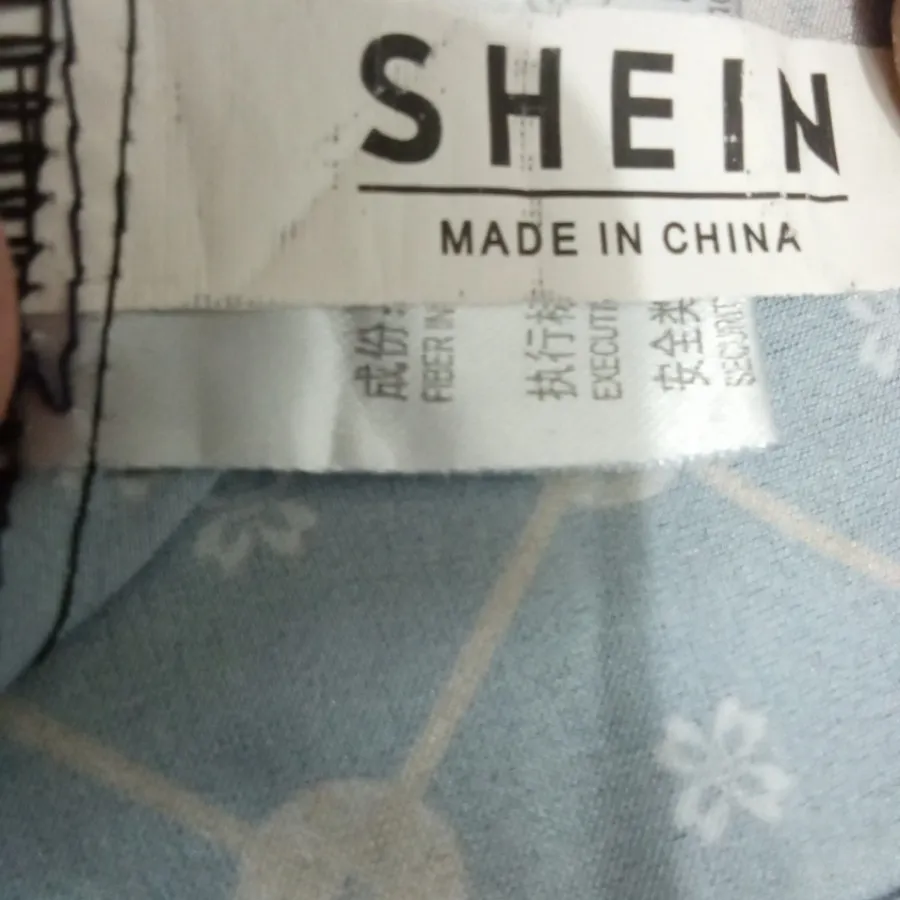 SHEIN
MADE IN CHINA
成份
FIBER IN
执行标
EXECUTI
安全类
SECURIT